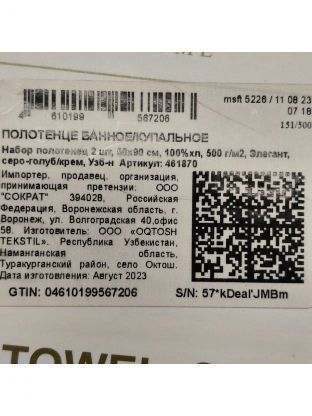 msft 5226 / 11 08 23
07 18
610199 567206
151/500
ПОЛОТЕНЦЕ БАННОЕ/КУПАЛЬНОЕ
Набор полотенец 2 шт, 50х90 см, 100%хл, 500 г/м2, Элегант,
серо-голуб/крем, Узб-н Артикул: 461870
Импортер, продавец, организация,
принимающая претензии: ООО
"СОКРАТ" 394028, Российская
Федерация, Воронежская область, г.
Воронеж, ул. Волгоградская 40,офис
58. Изготовитель: ООО «OQTOSH
TEKSTIL». Республика Узбекистан,
Наманганская область,
Туракурганский район, село Октош.
Дата изготовления: Август 2023
GTIN: 04610199567206 S/N: 57*kDeal'JMBm
TOWEL